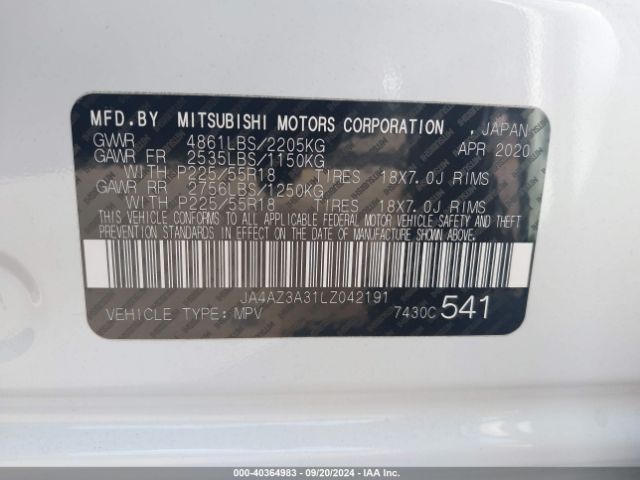 MFD.BY MITSUBISHI MOTORS CORPORATION , JAPAN
GWWR 4861LBS/2205KG APR 2020
GAWR FR 2535LBS/1150KG
WITH P225/55R18 TIRES 18X7.0J RIMS
GAWR RR 2756LBS/1250KG
WITH P225/55R18 TIRES 18X7.0J RIMS
THIS VEHICLE CONFORMS TO ALL APPLICABLE FEDERAL MOTOR VEHICLE SAFETY AND THEFT
PREVENTION STANDARDS IN EFFECT ON THE DATE OF MANUFACTURE SHOWN ABOVE.
JA4AZ3A31LZ042191
VEHICLE TYPE: MPV 7430C 541
000-40364983 - 09/20/2024 - IAAI.COM